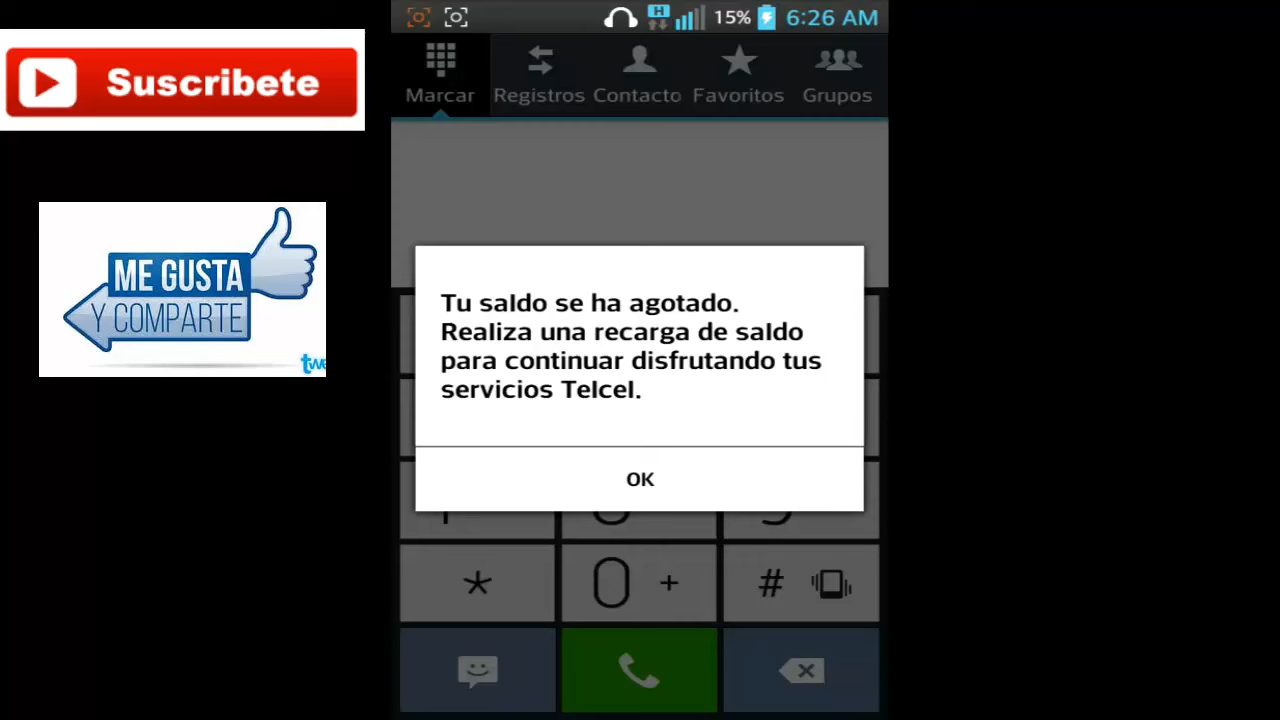 H
15%
6:26 AM
Suscribete
Marcar
Registros
Contacto
Favoritos
Grupos
ME GUSTA
Y COMPARTE
Tu saldo se ha agotado.
Realiza una recarga de saldo
para continuar disfrutando tus
servicios Telcel.
OK
*
0 +
#